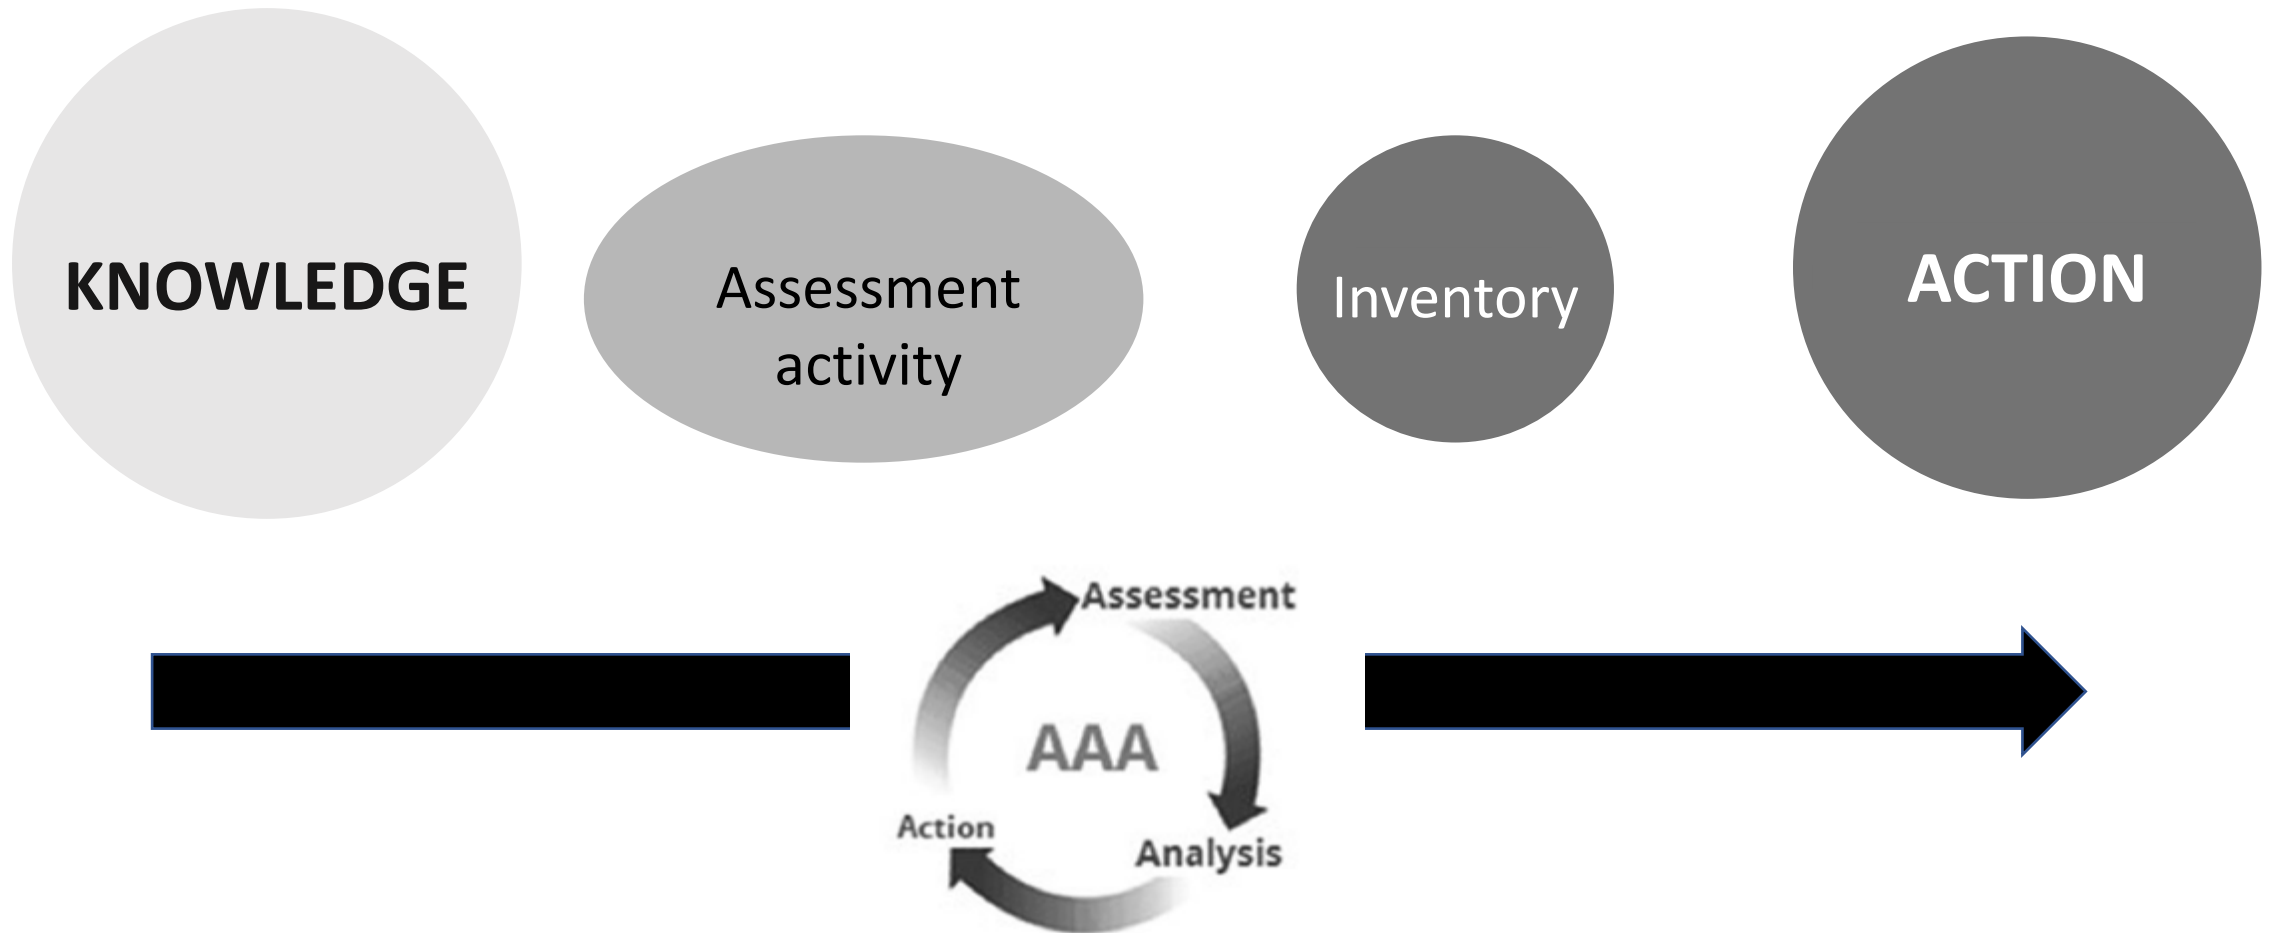 KNOWLEDGE
Assessment
activity
Inventory
ACTION
Assessment
AAA
Action
Analysis